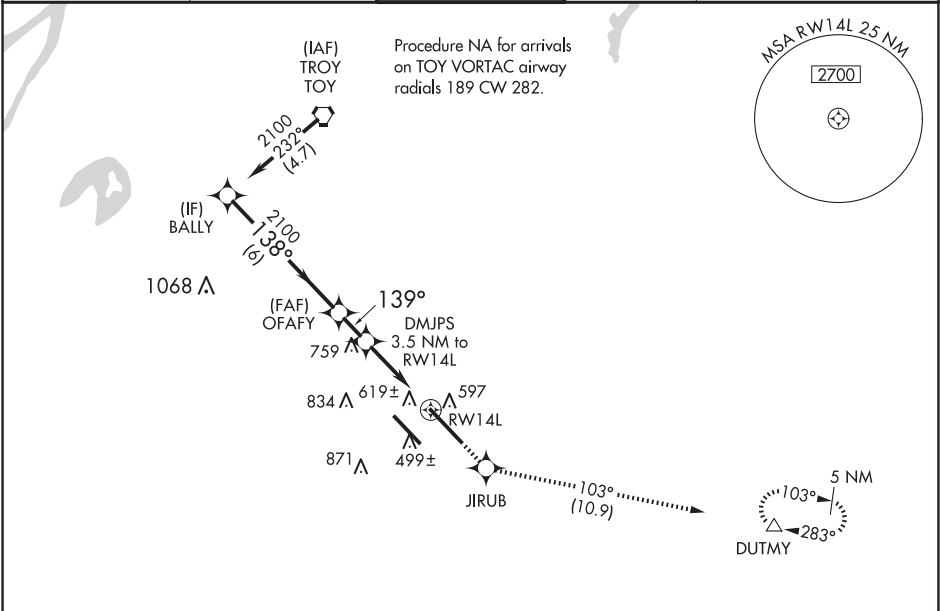 (IAF)
TROY
TOY
Procedure NA for arrivals
on TOY VORTAC airway
radials 189 CW 282.
MSA RW14L 25 NM
2700
2100
232°
(4.7)
(IF)
BALLY
2100
138°
(6)
1068
(FAF)
OFAFY
139°
DMJPS
3.5 NM to
RW14L
759
834
619±
597
RW14L
871
499±
JIRUB
103°
(10.9)
5 NM
103°
283°
DUTMY